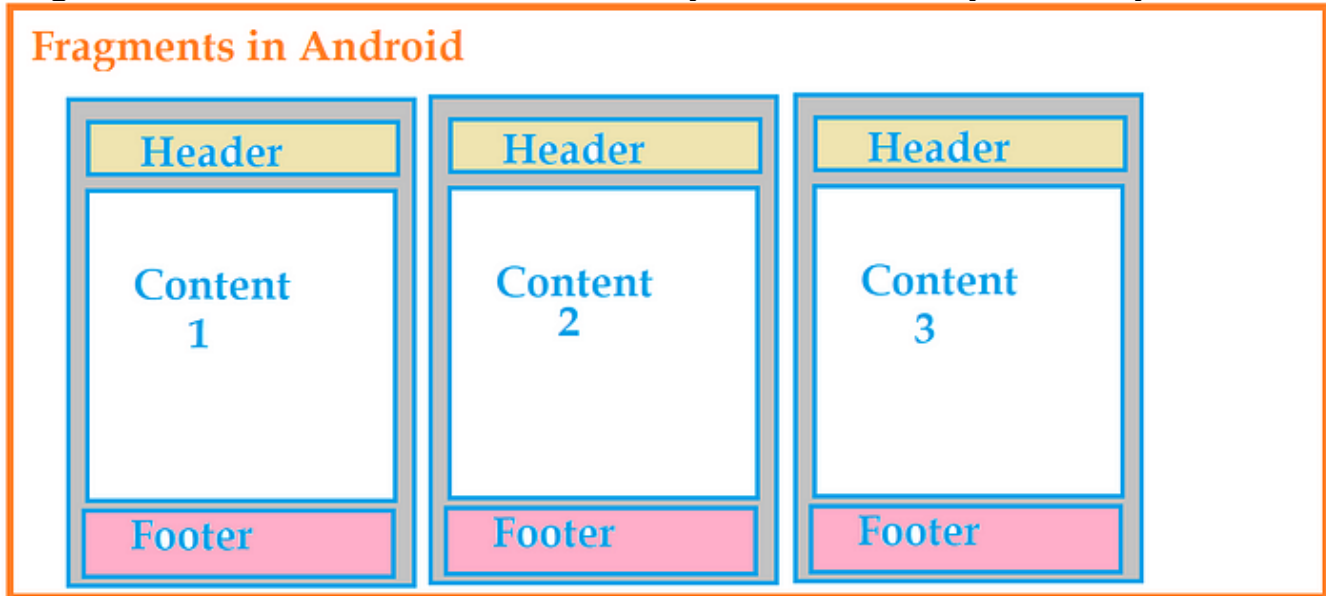 Fragments in Android
Header
Header
Header
Content
1
Content
2
Content
3
Footer
Footer
Footer